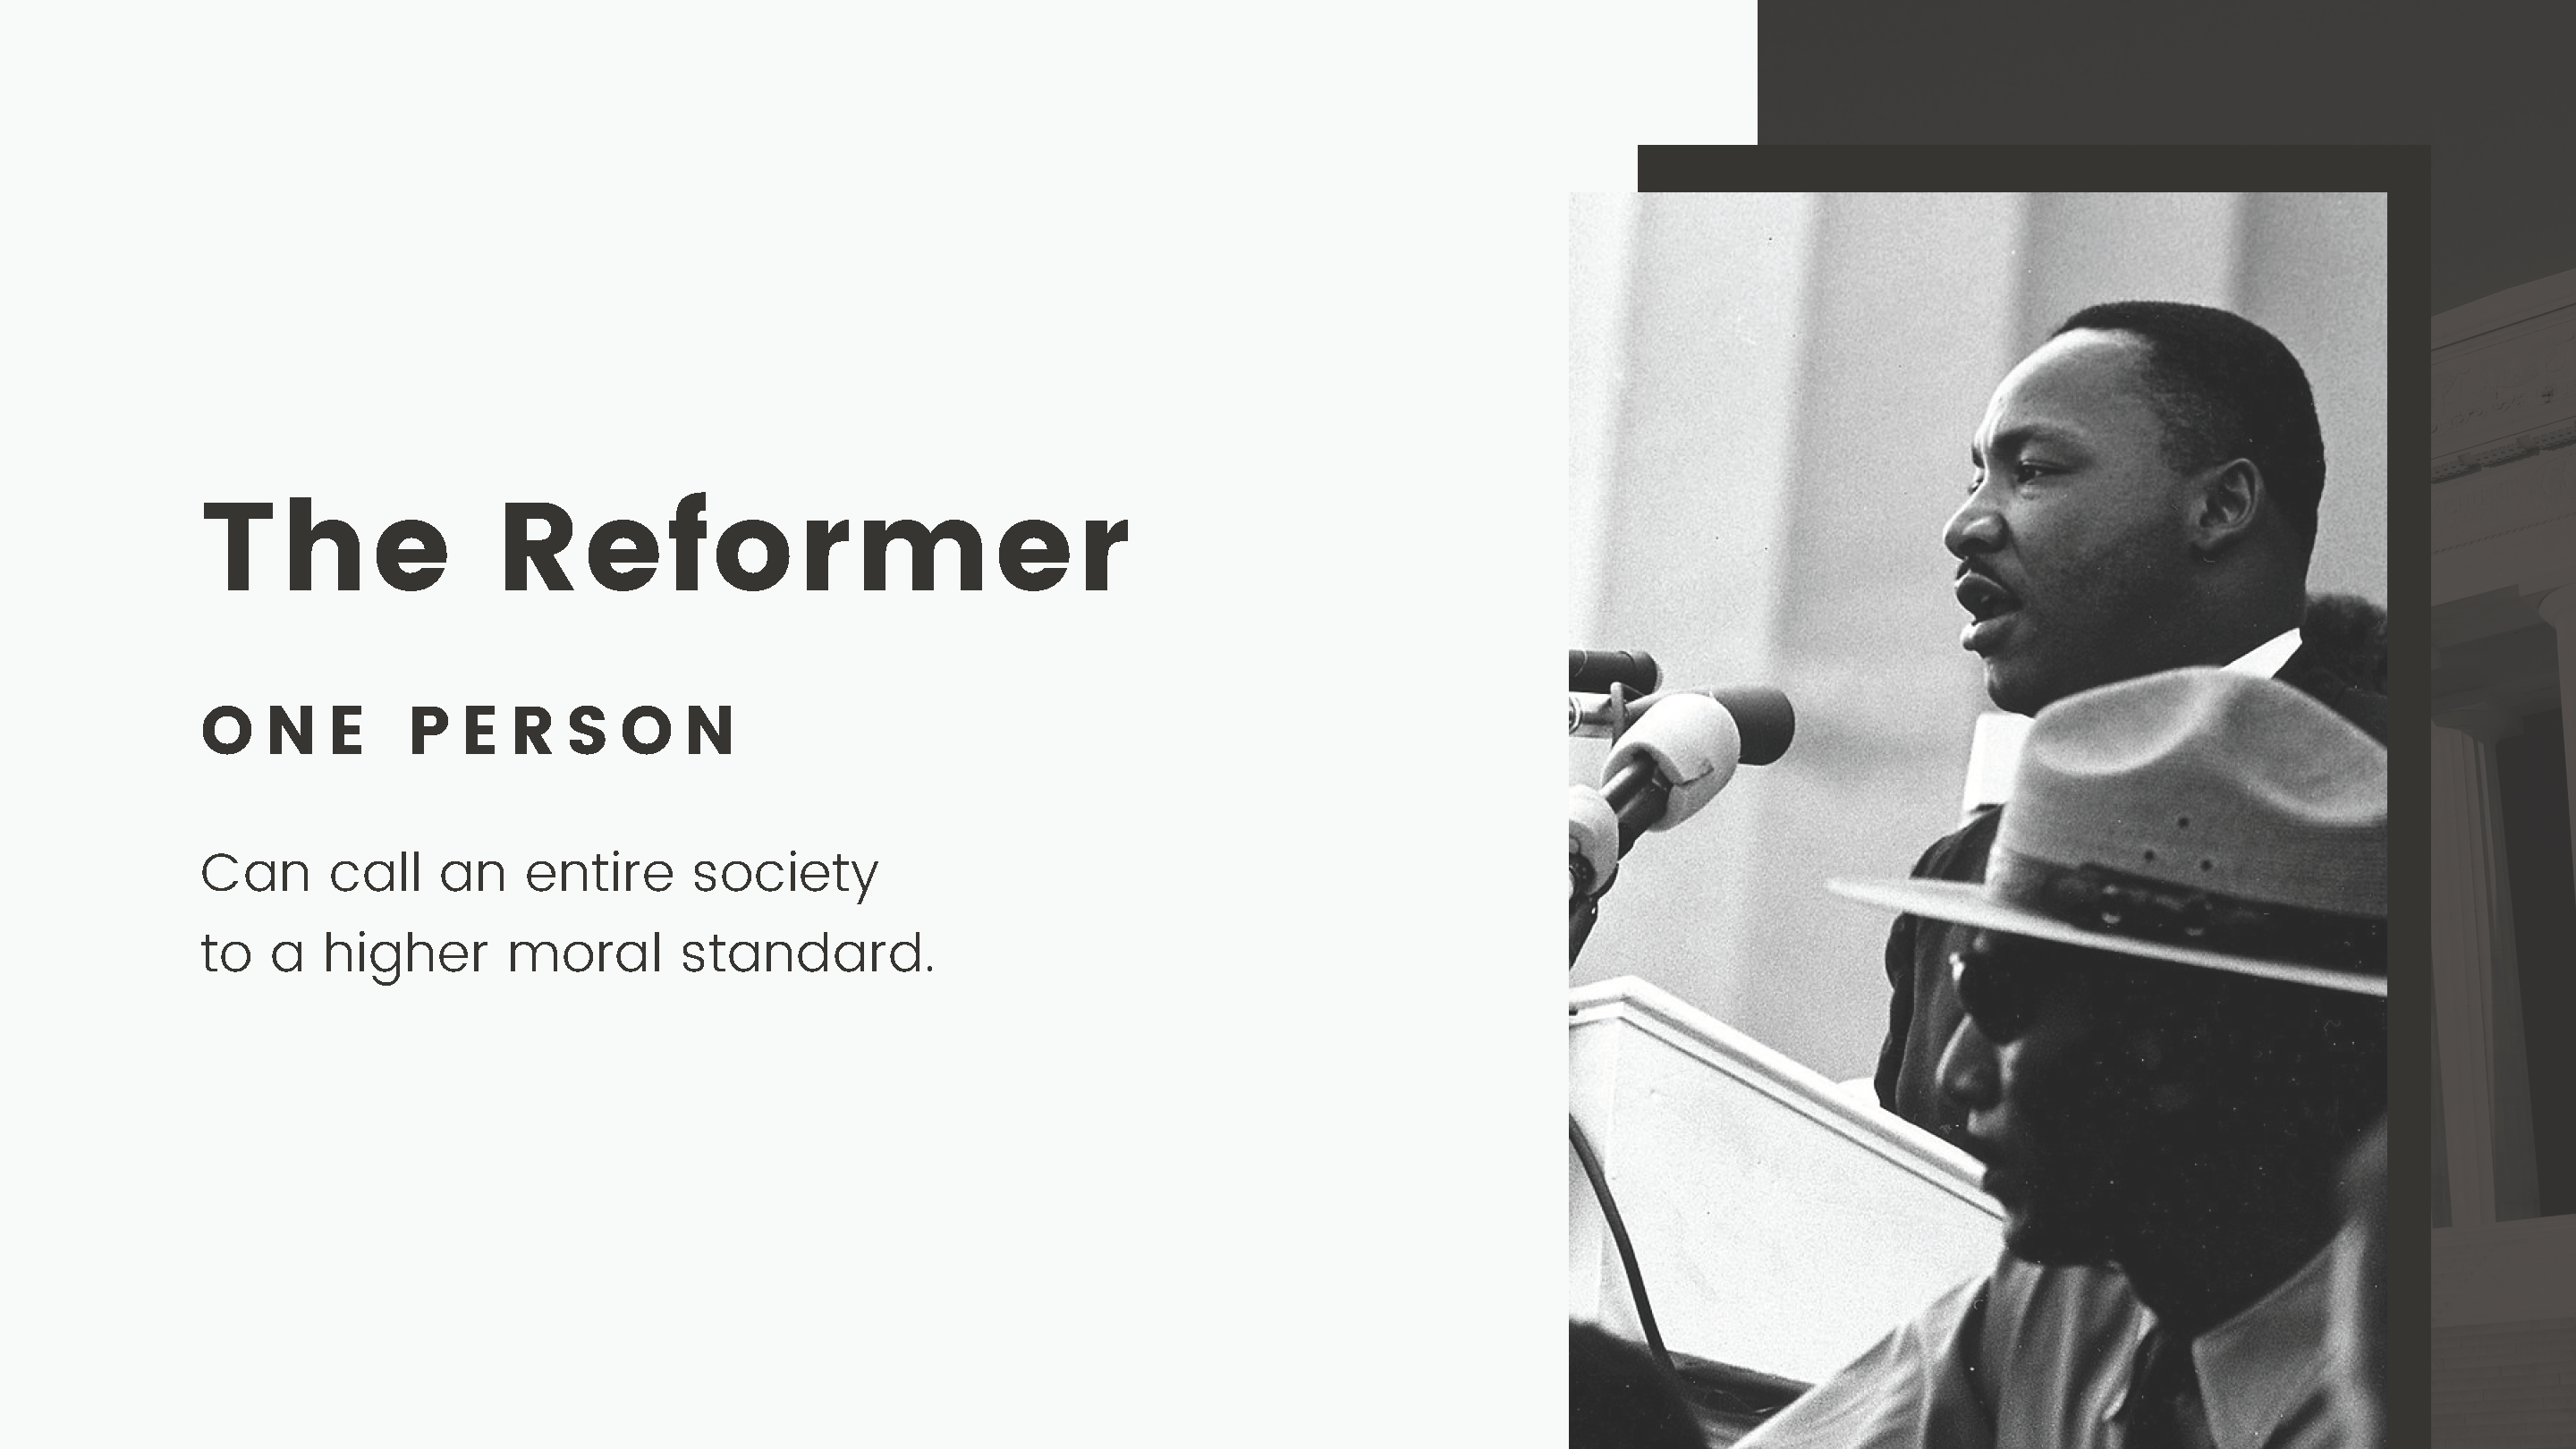 The Reformer
ONE PERSON
Can call an entire society
to a higher moral standard.